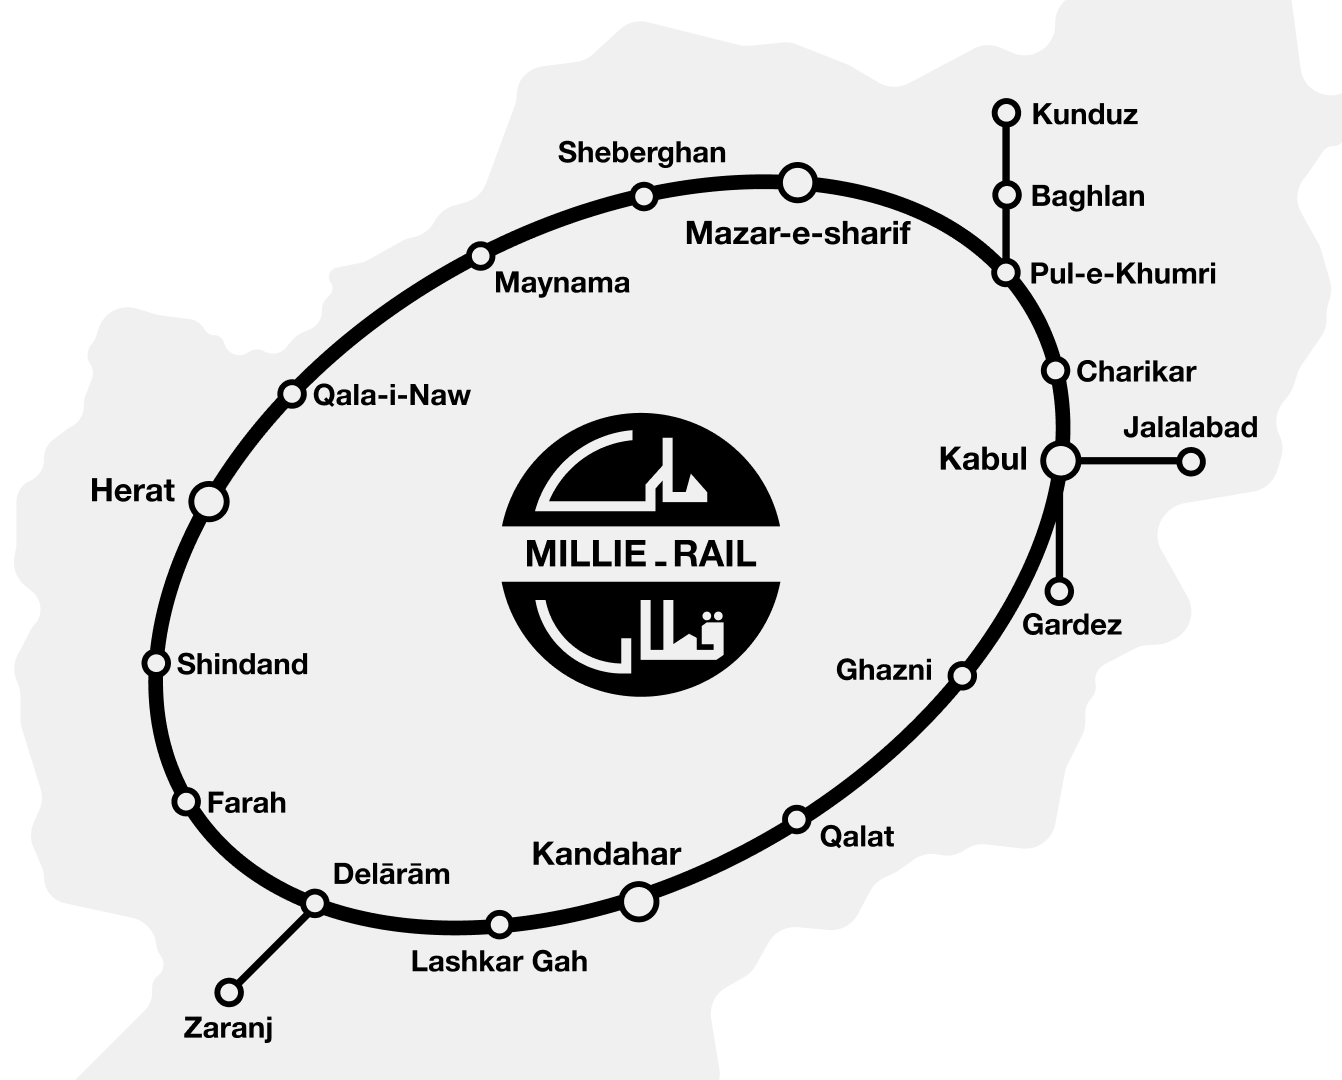 Kunduz
Sheberghan
Baghlan
Mazar-e-sharif
Pul-e-Khumri
Maynama
Charikar
Qala-i-Naw
Jalalabad
Kabul
Herat
ملی
MILLIE - RAIL
قطار
Gardez
Shindand
Ghazni
Farah
Qalat
Kandahar
Delārām
Lashkar Gah
Zaranj